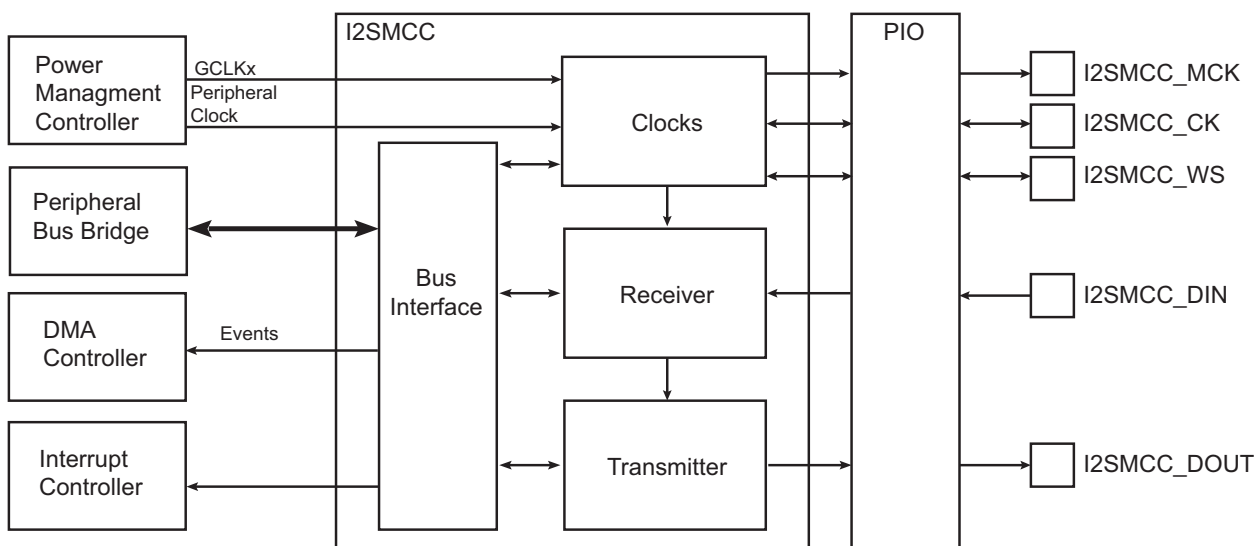 I2SMCC
PIO
Power
Managment
Controller
GCLKx
Peripheral
Clock
Clocks
I2SMCC_MCK
I2SMCC_CK
I2SMCC_WS
Peripheral
Bus Bridge
Bus
Interface
Receiver
I2SMCC_DIN
DMA
Controller
Events
Interrupt
Controller
Transmitter
I2SMCC_DOUT